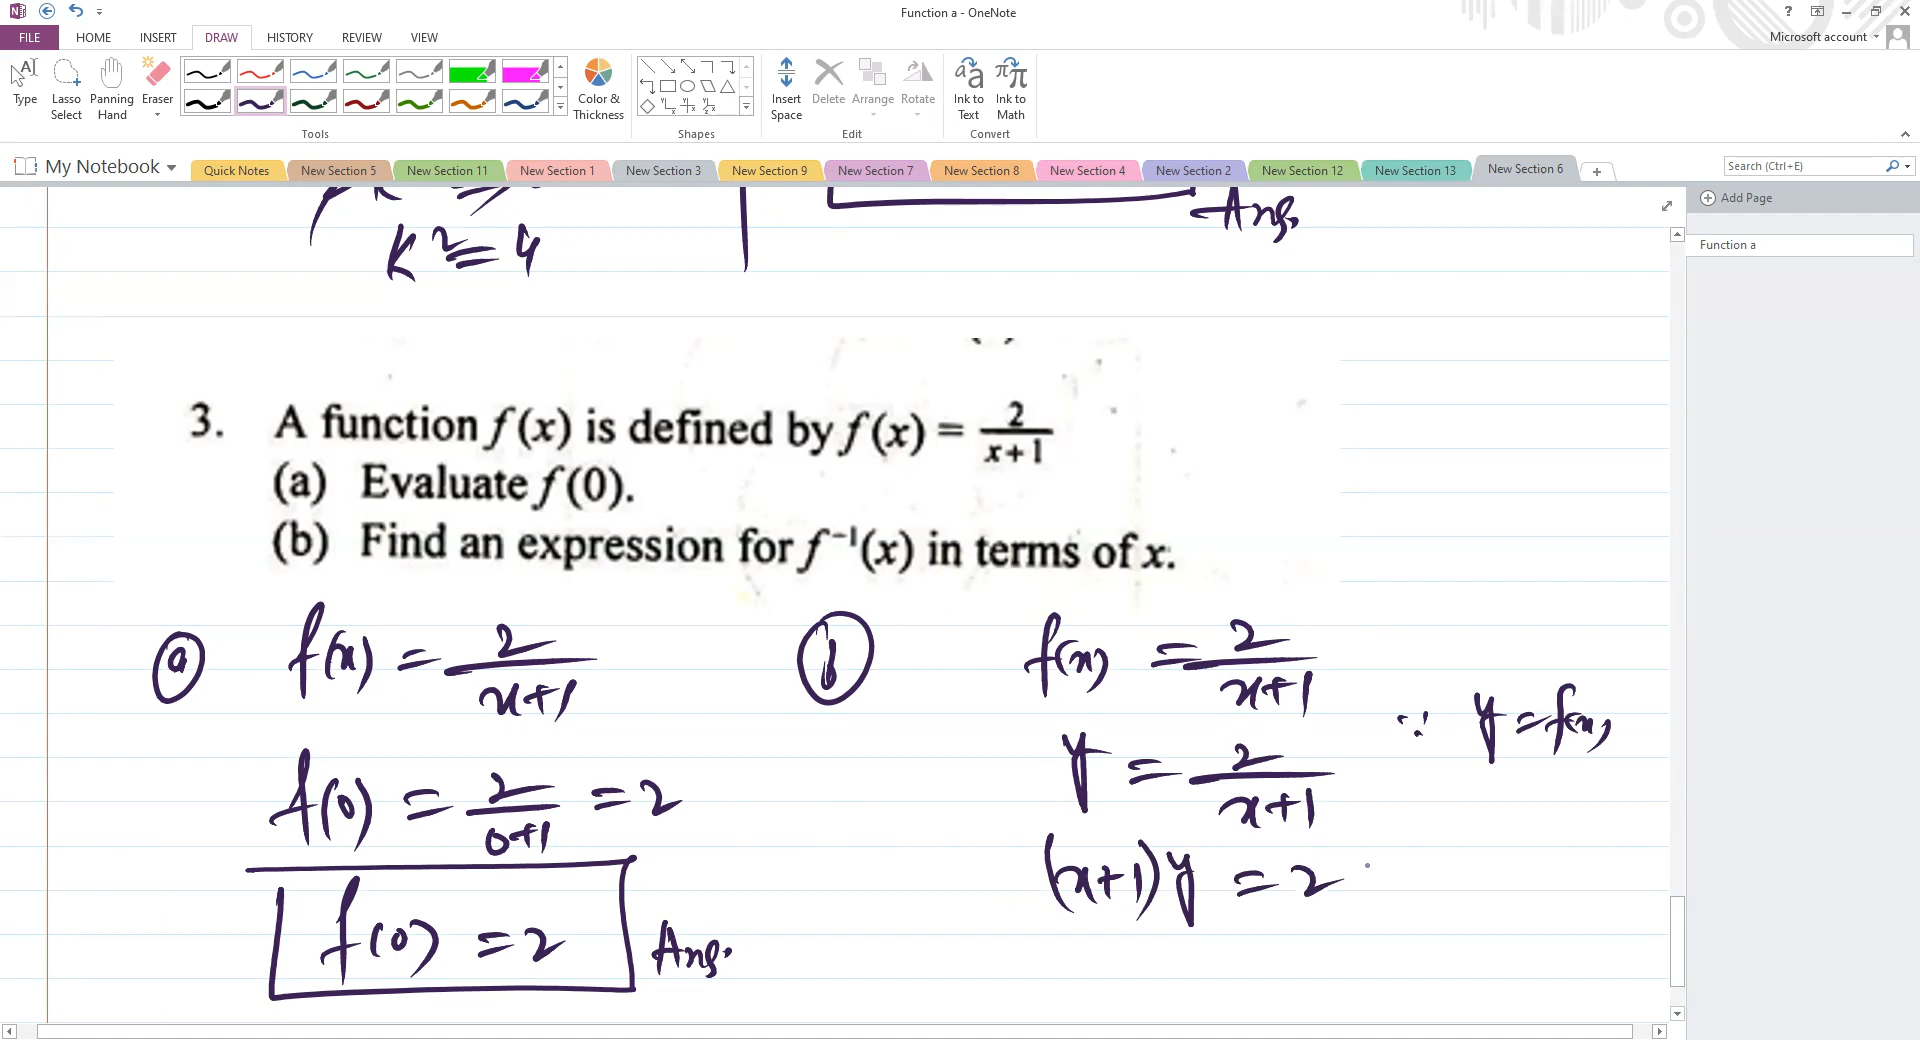 Function a - OneNote
?
FILE HOME INSERT DRAW HISTORY REVIEW VIEW
Microsoft account
Type
Lasso Select
Panning Hand
Eraser
Color & Thickness
Insert Space
Delete
Arrange
Rotate
Ink to Text
Ink to Math
Tools
Shapes
Edit
Convert
My Notebook
Quick Notes
New Section 5
New Section 11
New Section 1
New Section 3
New Section 9
New Section 7
New Section 8
New Section 4
New Section 2
New Section 12
New Section 13
New Section 6
Search (Ctrl+E)
Add Page
Function a
Ans.
K² = 4
3. A function f(x) is defined by f(x) = 2/(x+1)
(a) Evaluate f(0).
(b) Find an expression for f⁻¹(x) in terms of x.
(a) f(x) = 2/(x+1)
f(0) = 2/(0+1) = 2
f(0) = 2 Ans.
(b) f(x) = 2/(x+1)
y = 2/(x+1) ∵ y = f(x)
(x+1)y = 2